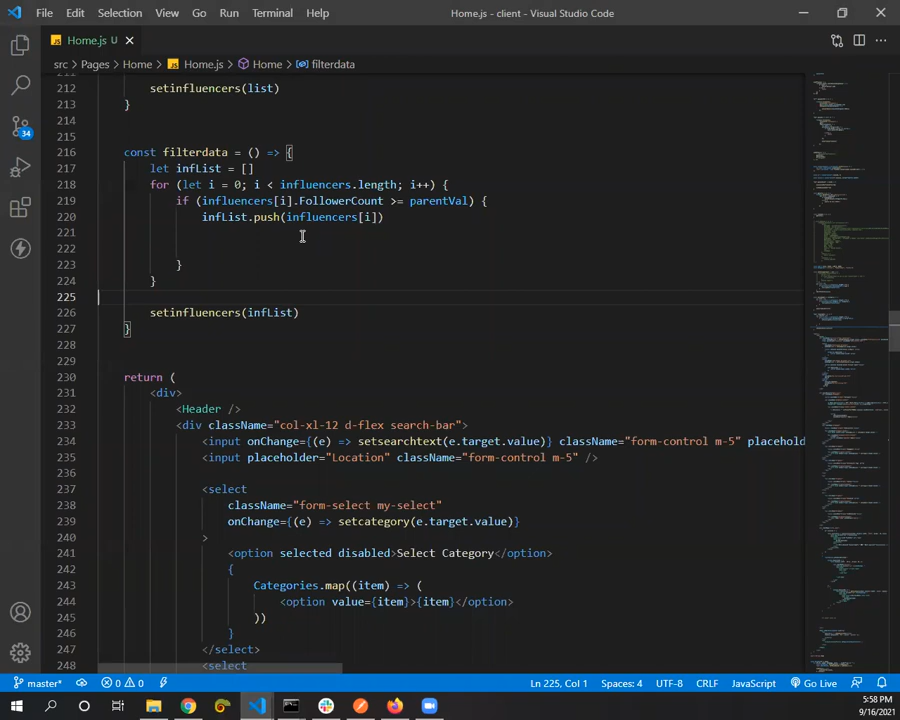 File Edit Selection View Go Run Terminal Help Home.js - client - Visual Studio Code
JS Home.js U
src > Pages > Home > JS Home.js > Home > filterdata
212 setinfluencers(list)
213 }
214
215
216 const filterdata = () => {
217 let infList = []
218 for (let i = 0; i < influencers.length; i++) {
219 if (influencers[i].FollowerCount >= parentVal) {
220 infList.push(influencers[i])
221
222
223 }
224 }
225
226 setinfluencers(infList)
227 }
228
229
230 return (
231 <div>
232 <Header />
233 <div className="col-xl-12 d-flex search-bar">
234 <input onChange={(e) => setsearchtext(e.target.value)} className="form-control m-5" placehold
235 <input placeholder="Location" className="form-control m-5" />
236
237 <select
238 className="form-select my-select"
239 onChange={(e) => setcategory(e.target.value)}
240 >
241 <option selected disabled>Select Category</option>
242 {
243 Categories.map((item) => (
244 <option value={item}>{item}</option>
245 ))
246 }
247 </select>
248 <select
34
master* 0 0 Ln 225, Col 1 Spaces: 4 UTF-8 CRLF JavaScript Go Live
5:58 PM
9/16/2021